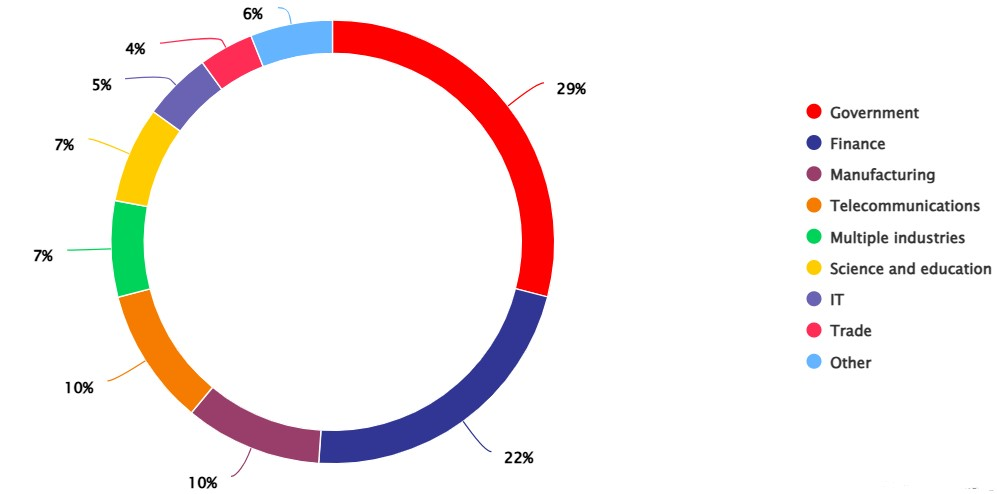 6%
4%
5%
7%
7%
10%
10%
22%
29%
Government
Finance
Manufacturing
Telecommunications
Multiple industries
Science and education
IT
Trade
Other